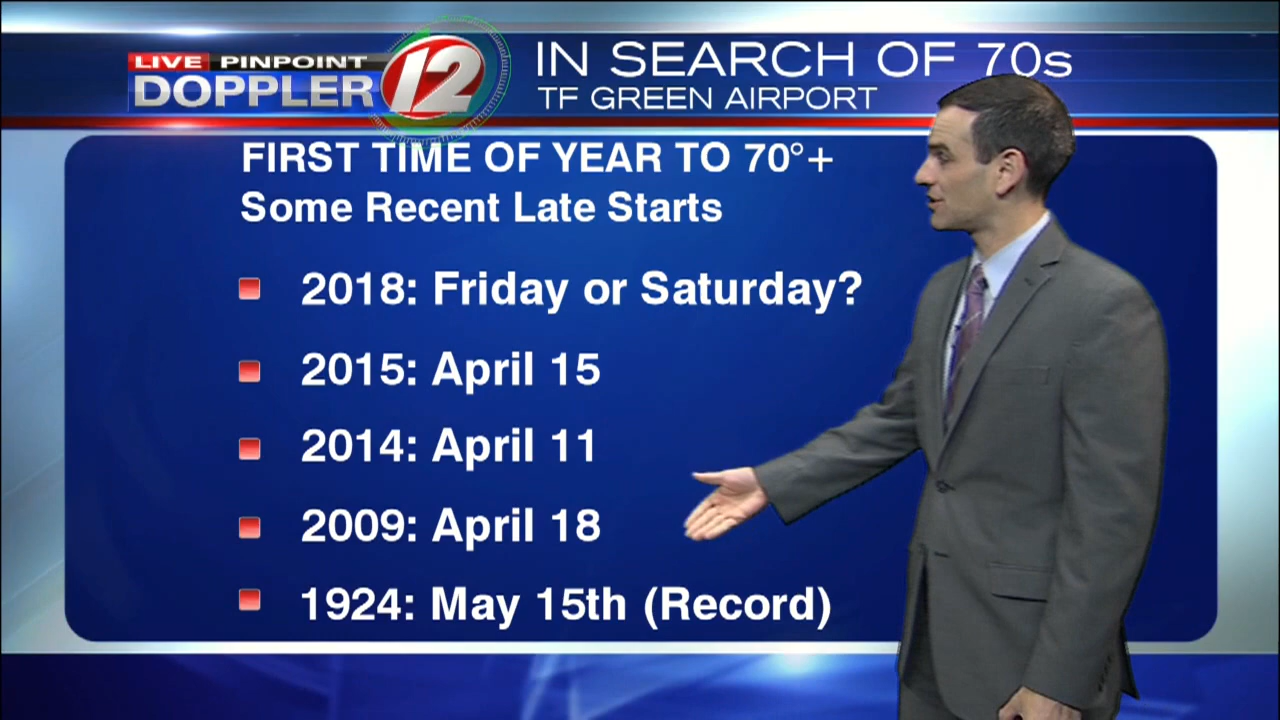 LIVE PINPOINT
DOPPLER 12
IN SEARCH OF 70s
TF GREEN AIRPORT
FIRST TIME OF YEAR TO 70°+
Some Recent Late Starts
2018: Friday or Saturday?
2015: April 15
2014: April 11
2009: April 18
1924: May 15th (Record)